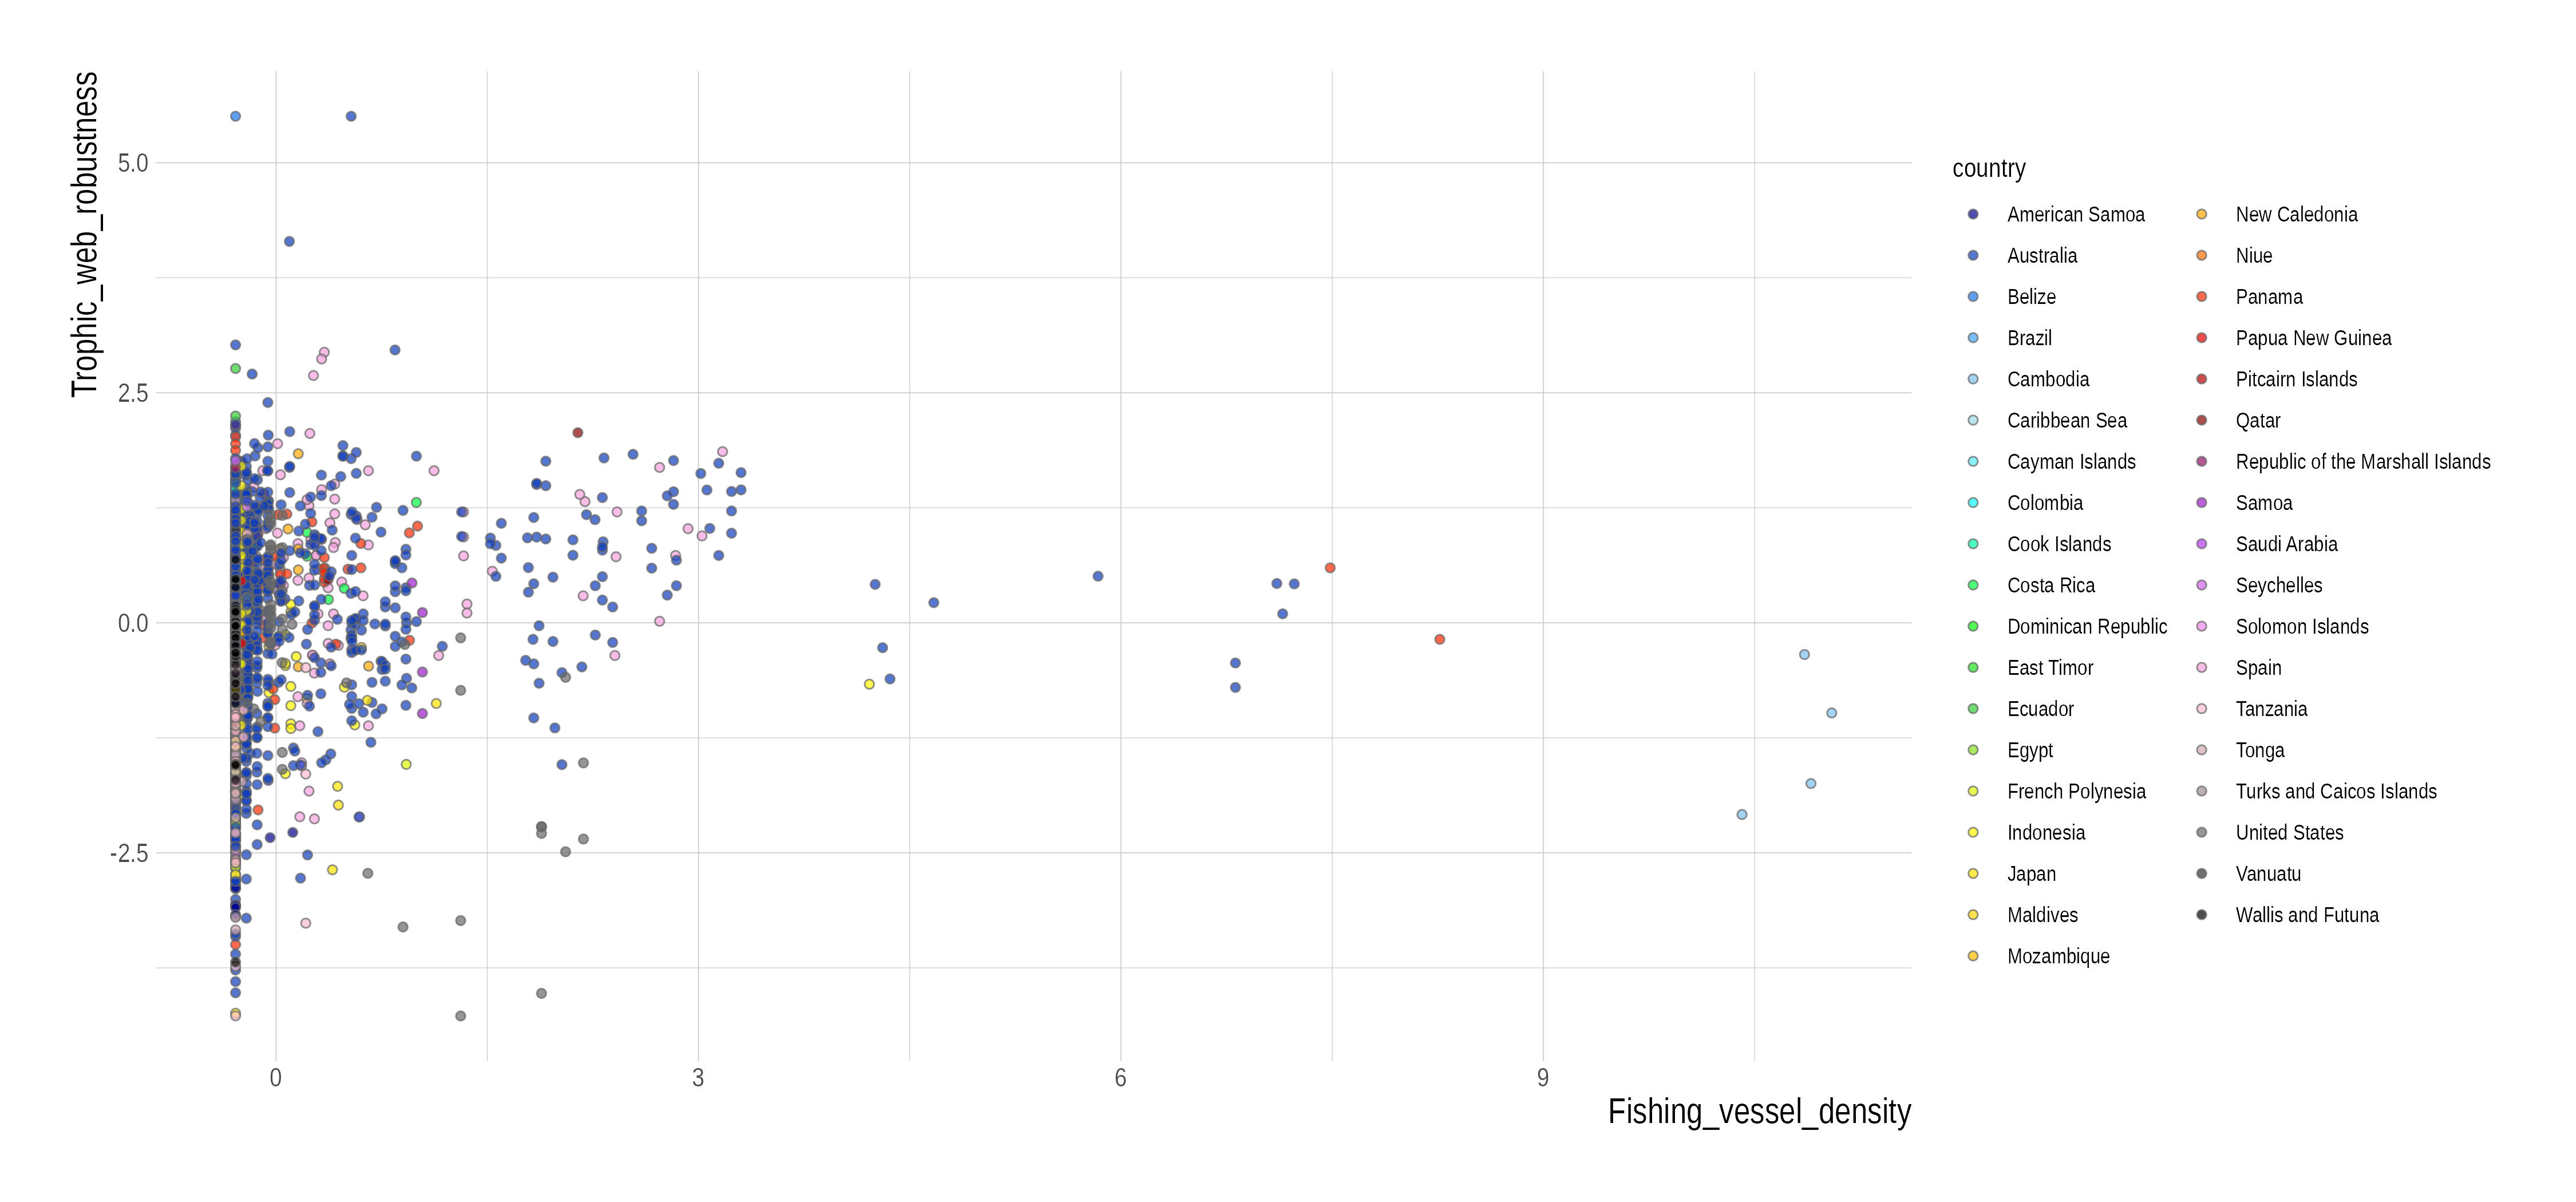 Trophic_web_robustness
5.0
2.5
0.0
-2.5
0
3
6
9
Fishing_vessel_density
country
American Samoa
Australia
Belize
Brazil
Cambodia
Caribbean Sea
Cayman Islands
Colombia
Cook Islands
Costa Rica
Dominican Republic
East Timor
Ecuador
Egypt
French Polynesia
Indonesia
Japan
Maldives
Mozambique
New Caledonia
Niue
Panama
Papua New Guinea
Pitcairn Islands
Qatar
Republic of the Marshall Islands
Samoa
Saudi Arabia
Seychelles
Solomon Islands
Spain
Tanzania
Tonga
Turks and Caicos Islands
United States
Vanuatu
Wallis and Futuna